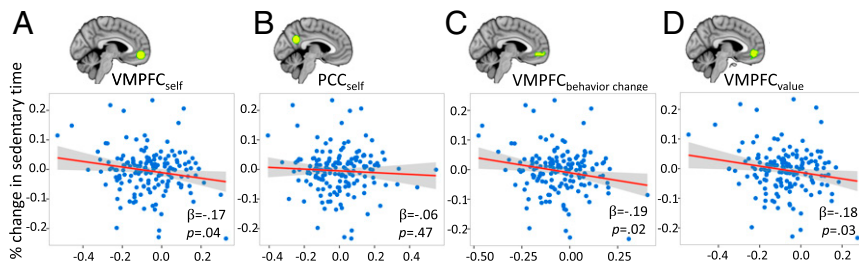 A B C D
VMPFCself PCCself VMPFCbehavior change VMPFCvalue
% change in sedentary time
0.2 0.2 0.2 0.2
0.1 0.1 0.1 0.1
0.0 0.0 0.0 0.0
-0.1 -0.1 -0.1 -0.1
-0.2 -0.2 -0.2 -0.2
β=-.17 β=-.06 β=-.19 β=-.18
p=.04 p=.47 p=.02 p=.03
-0.4 -0.2 0.0 0.2 -0.4 -0.2 0.0 0.2 0.4 -0.50 -0.25 0.00 0.25 -0.4 -0.2 0.0 0.2